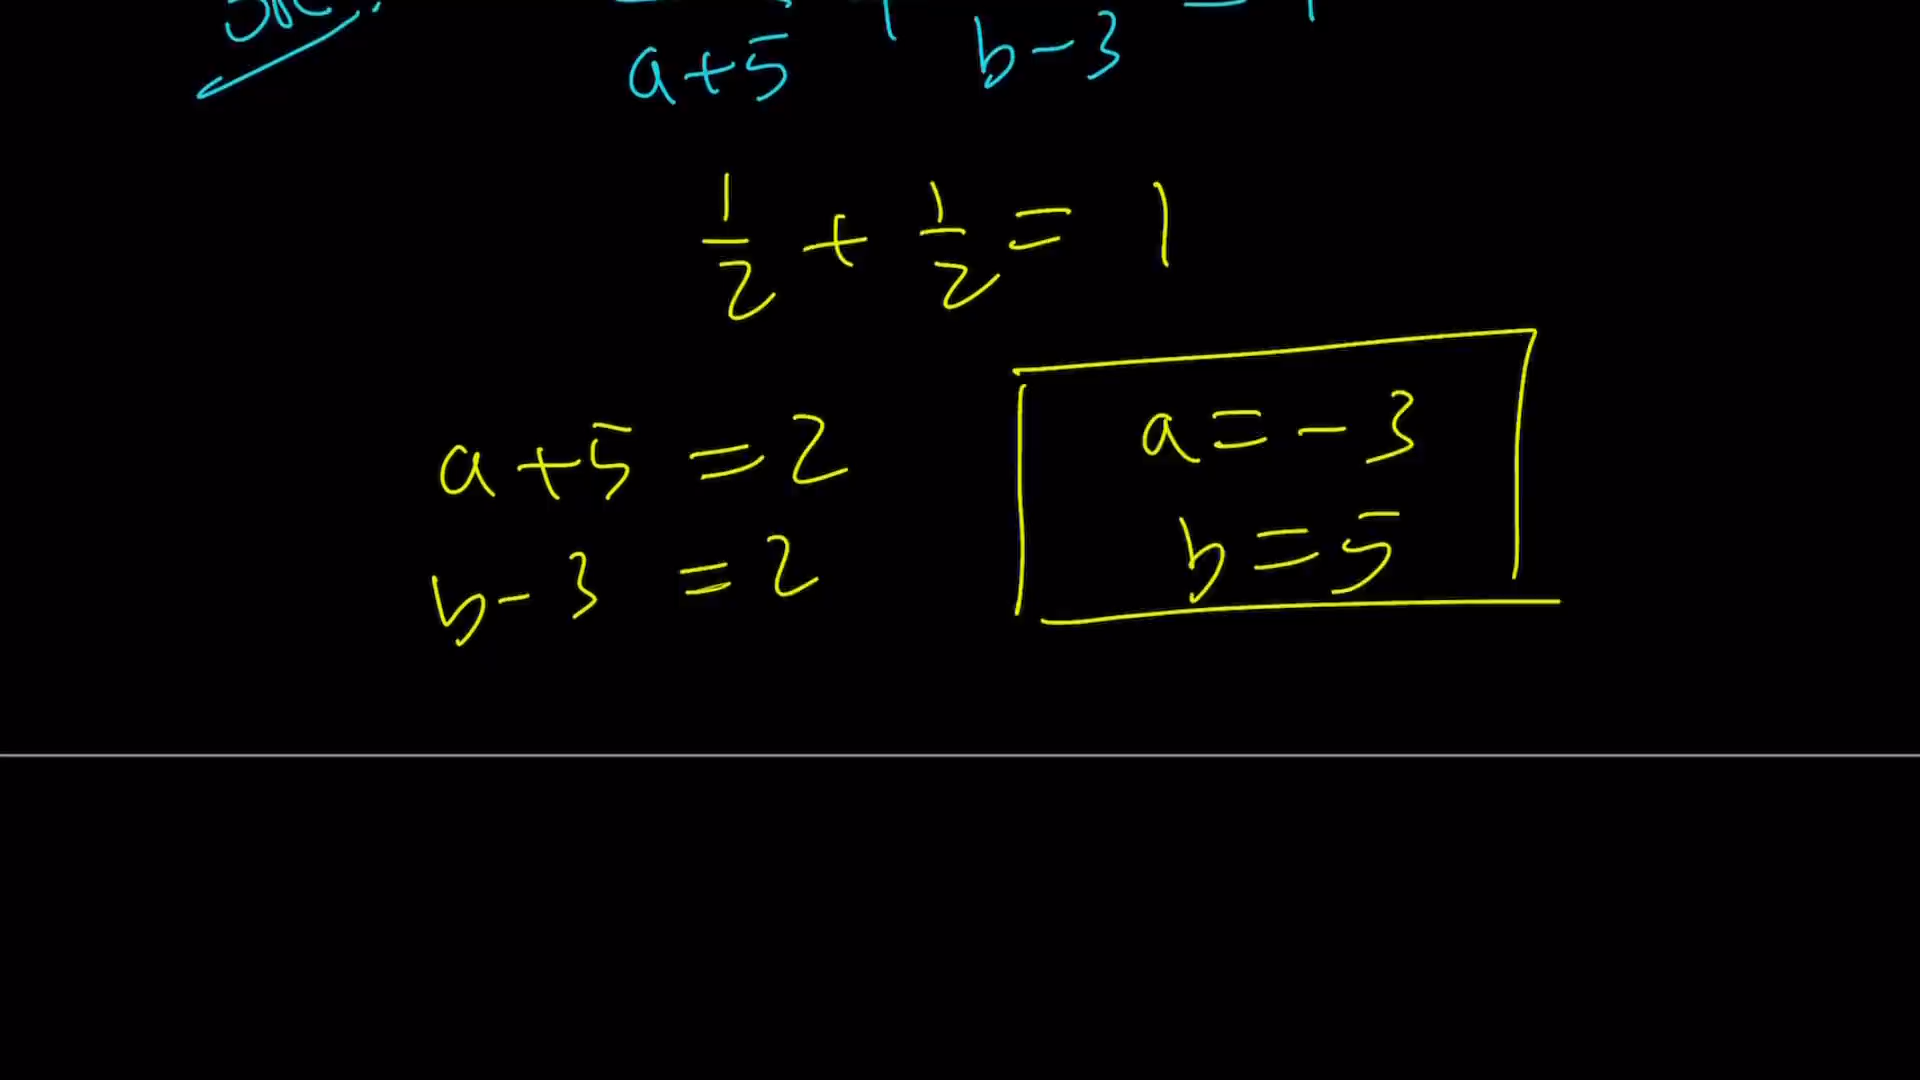 a+5 b-3
1/2 + 1/2 = 1
a+5 = 2
b-3 = 2
a = -3
b = 5